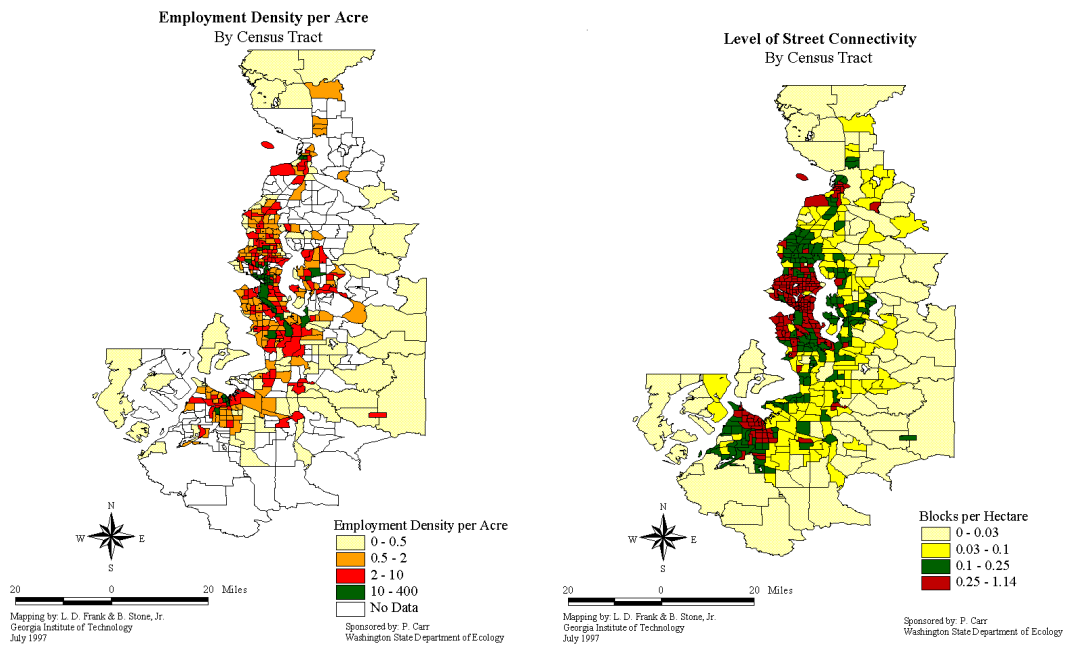 Employment Density per Acre
By Census Tract
N
W
E
S
Employment Density per Acre
0 - 0.5
0.5 - 2
2 - 10
10 - 400
No Data
20 0 20 Miles
Mapping by: L. D. Frank & B. Stone, Jr.
Georgia Institute of Technology
July 1997
Sponsored by: P. Carr
Washington State Department of Ecology
Level of Street Connectivity
By Census Tract
N
W
E
S
Blocks per Hectare
0 - 0.03
0.03 - 0.1
0.1 - 0.25
0.25 - 1.14
20 0 20 Miles
Mapping by: L. D. Frank & B. Stone, Jr.
Georgia Institute of Technology
July 1997
Sponsored by: P. Carr
Washington State Department of Ecology